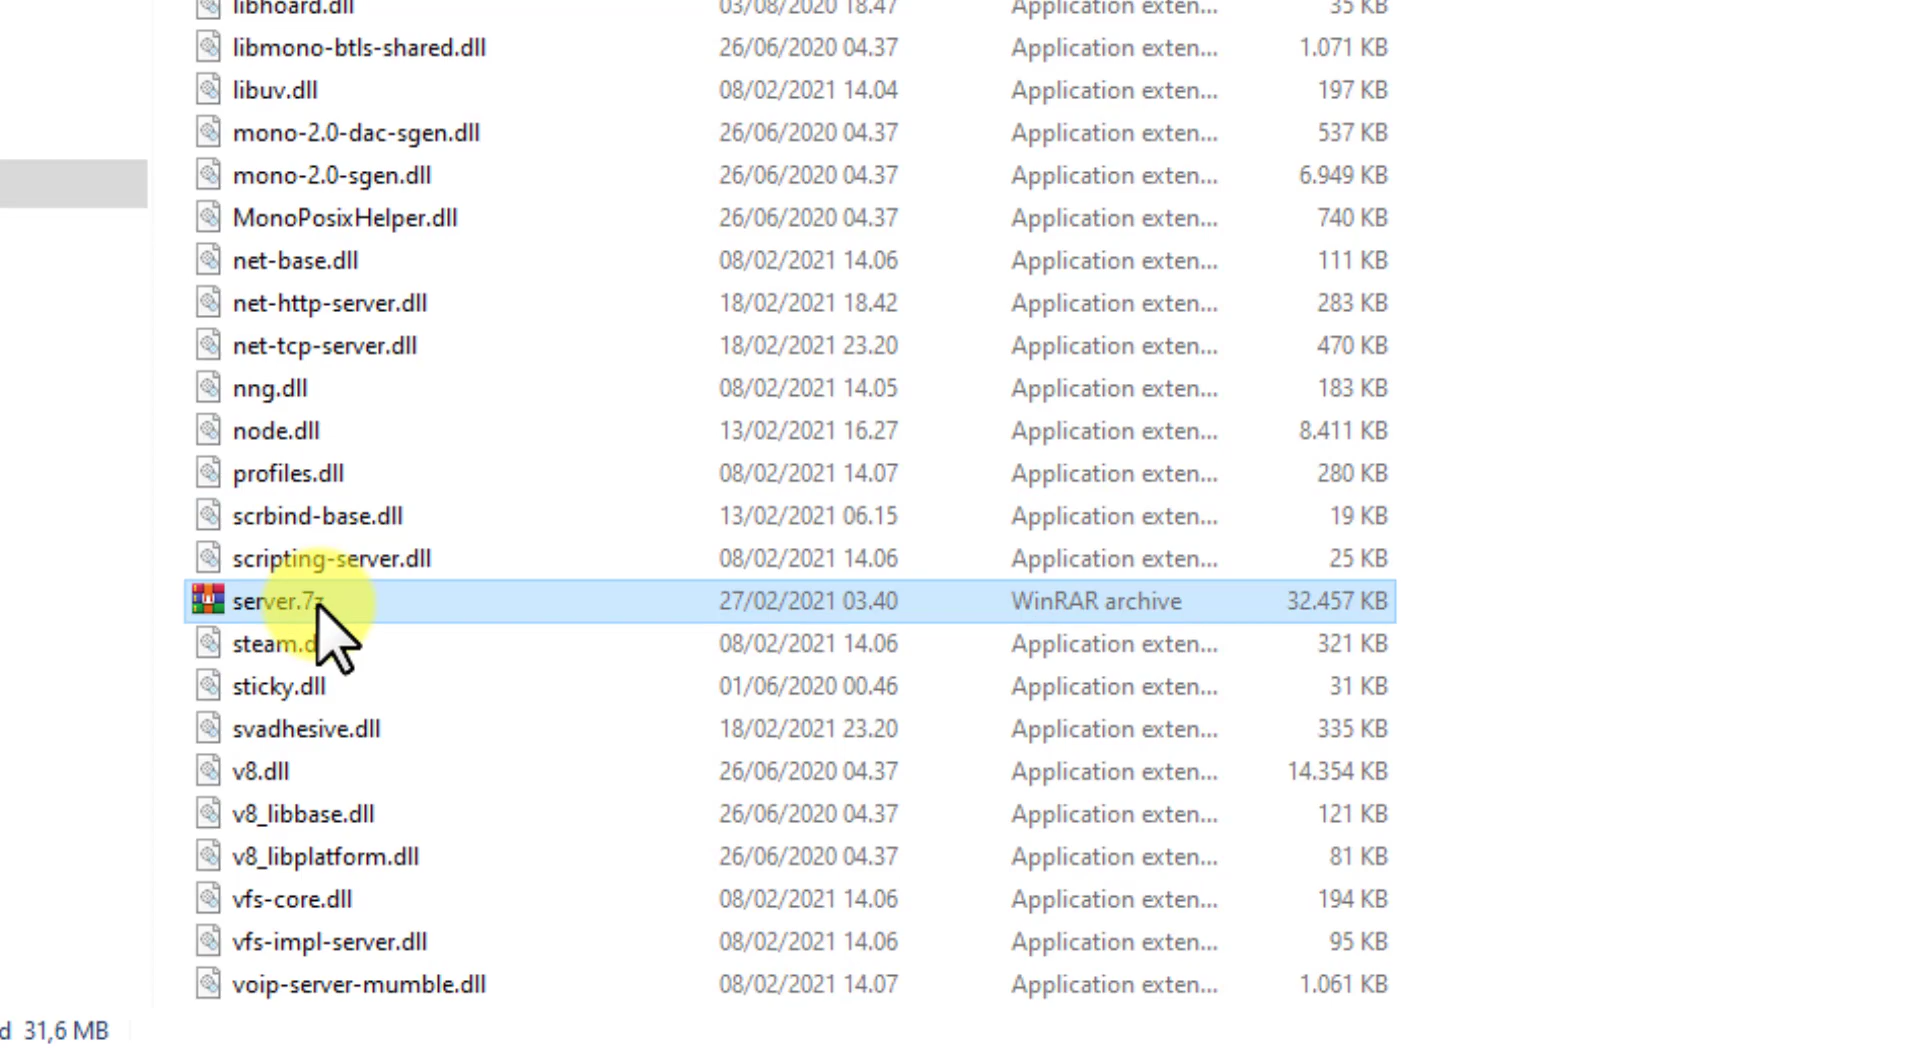 libhoard.dll 03/08/2020 18.47 Application exten... 35 KB
libmono-btls-shared.dll 26/06/2020 04.37 Application exten... 1.071 KB
libuv.dll 08/02/2021 14.04 Application exten... 197 KB
mono-2.0-dac-sgen.dll 26/06/2020 04.37 Application exten... 537 KB
mono-2.0-sgen.dll 26/06/2020 04.37 Application exten... 6.949 KB
MonoPosixHelper.dll 26/06/2020 04.37 Application exten... 740 KB
net-base.dll 08/02/2021 14.06 Application exten... 111 KB
net-http-server.dll 18/02/2021 18.42 Application exten... 283 KB
net-tcp-server.dll 18/02/2021 23.20 Application exten... 470 KB
nng.dll 08/02/2021 14.05 Application exten... 183 KB
node.dll 13/02/2021 16.27 Application exten... 8.411 KB
profiles.dll 08/02/2021 14.07 Application exten... 280 KB
scrbind-base.dll 13/02/2021 06.15 Application exten... 19 KB
scripting-server.dll 08/02/2021 14.06 Application exten... 25 KB
server.7z 27/02/2021 03.40 WinRAR archive 32.457 KB
steam.d 08/02/2021 14.06 Application exten... 321 KB
sticky.dll 01/06/2020 00.46 Application exten... 31 KB
svadhesive.dll 18/02/2021 23.20 Application exten... 335 KB
v8.dll 26/06/2020 04.37 Application exten... 14.354 KB
v8_libbase.dll 26/06/2020 04.37 Application exten... 121 KB
v8_libplatform.dll 26/06/2020 04.37 Application exten... 81 KB
vfs-core.dll 08/02/2021 14.06 Application exten... 194 KB
vfs-impl-server.dll 08/02/2021 14.06 Application exten... 95 KB
voip-server-mumble.dll 08/02/2021 14.07 Application exten... 1.061 KB
d 31,6 MB